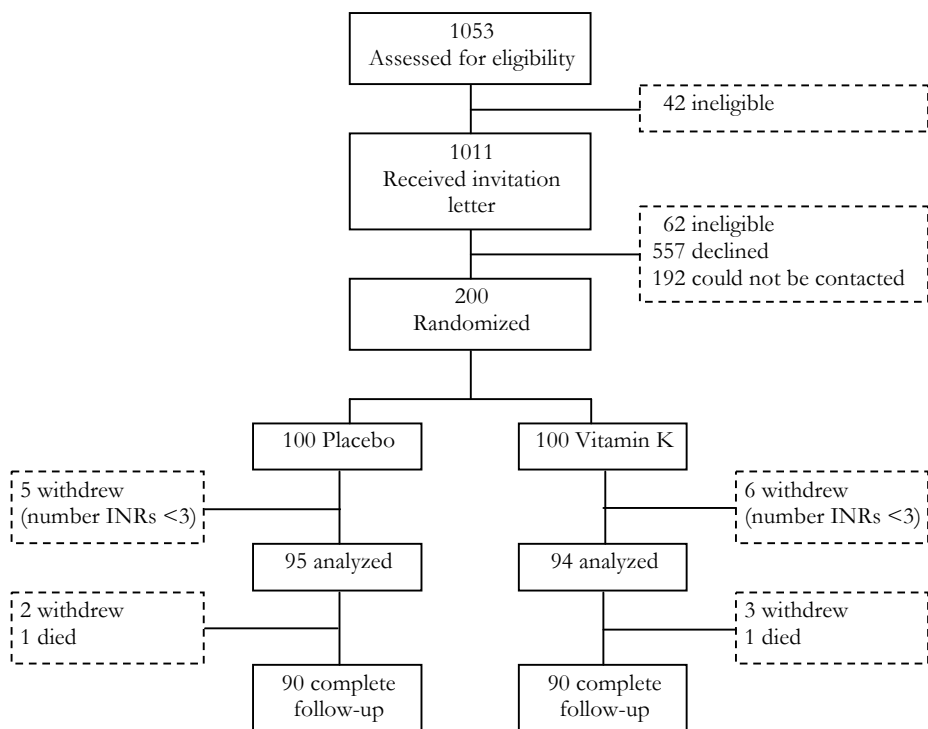 1053
Assessed for eligibility
42 ineligible
1011
Received invitation
letter
62 ineligible
557 declined
192 could not be contacted
200
Randomized
100 Placebo
100 Vitamin K
5 withdrew
(number INRs <3)
6 withdrew
(number INRs <3)
95 analyzed
94 analyzed
2 withdrew
1 died
3 withdrew
1 died
90 complete
follow-up
90 complete
follow-up